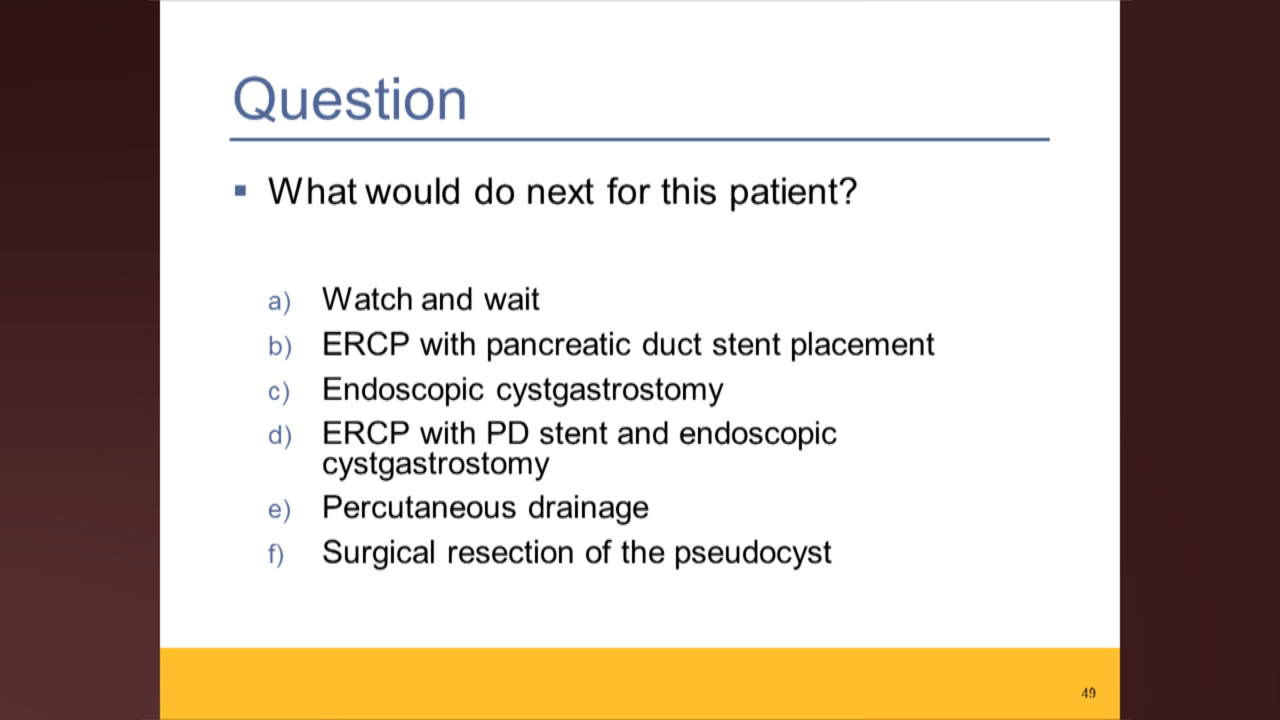 Question
▪ What would do next for this patient?
a) Watch and wait
b) ERCP with pancreatic duct stent placement
c) Endoscopic cystgastrostomy
d) ERCP with PD stent and endoscopic
cystgastrostomy
e) Percutaneous drainage
f) Surgical resection of the pseudocyst
49